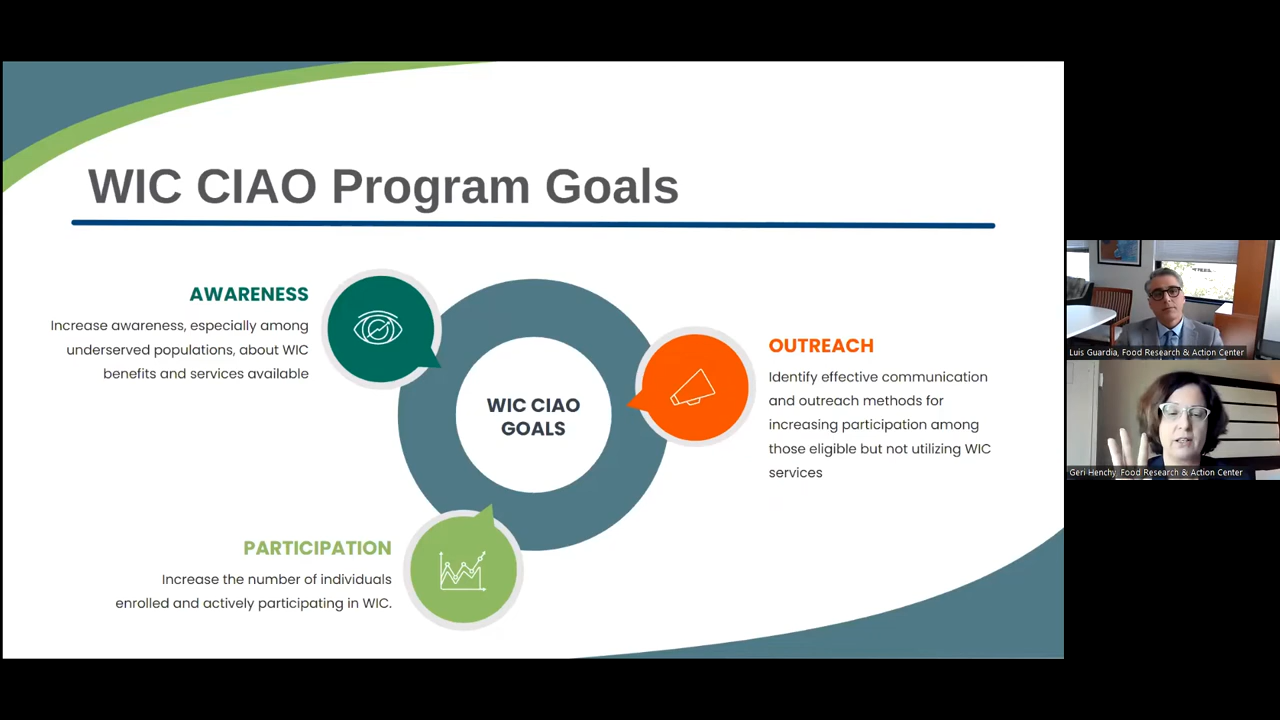 WIC CIAO Program Goals
AWARENESS
Increase awareness, especially among
underserved populations, about WIC
benefits and services available
WIC CIAO
GOALS
OUTREACH
Identify effective communication
and outreach methods for
increasing participation among
those eligible but not utilizing WIC
services
PARTICIPATION
Increase the number of individuals
enrolled and actively participating in WIC.
Luis Guardia, Food Research & Action Center
Geri Henchy, Food Research & Action Center